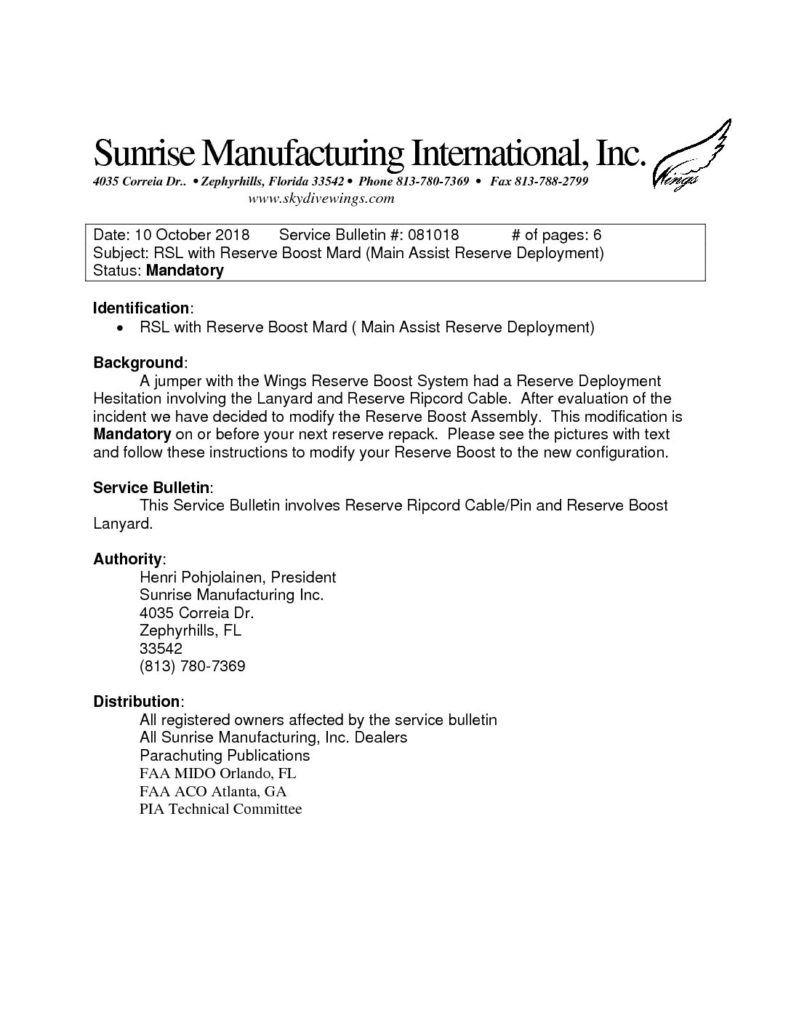 Sunrise Manufacturing International, Inc.
Wings
4035 Correia Dr.. • Zephyrhills, Florida 33542 • Phone 813-780-7369 • Fax 813-788-2799
www.skydivewings.com
Date: 10 October 2018 Service Bulletin #: 081018 # of pages: 6
Subject: RSL with Reserve Boost Mard (Main Assist Reserve Deployment)
Status: Mandatory
Identification:
• RSL with Reserve Boost Mard ( Main Assist Reserve Deployment)
Background:
A jumper with the Wings Reserve Boost System had a Reserve Deployment
Hesitation involving the Lanyard and Reserve Ripcord Cable. After evaluation of the
incident we have decided to modify the Reserve Boost Assembly. This modification is
Mandatory on or before your next reserve repack. Please see the pictures with text
and follow these instructions to modify your Reserve Boost to the new configuration.
Service Bulletin:
This Service Bulletin involves Reserve Ripcord Cable/Pin and Reserve Boost
Lanyard.
Authority:
Henri Pohjolainen, President
Sunrise Manufacturing Inc.
4035 Correia Dr.
Zephyrhills, FL
33542
(813) 780-7369
Distribution:
All registered owners affected by the service bulletin
All Sunrise Manufacturing, Inc. Dealers
Parachuting Publications
FAA MIDO Orlando, FL
FAA ACO Atlanta, GA
PIA Technical Committee